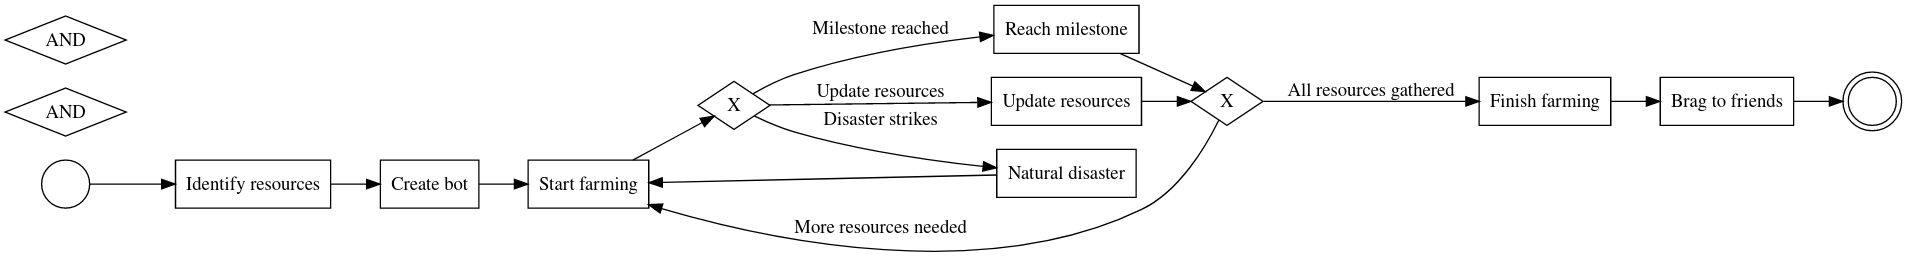 AND
AND
Identify resources
Create bot
Start farming
X
Milestone reached
Update resources
Disaster strikes
Reach milestone
Update resources
Natural disaster
More resources needed
X
All resources gathered
Finish farming
Brag to friends